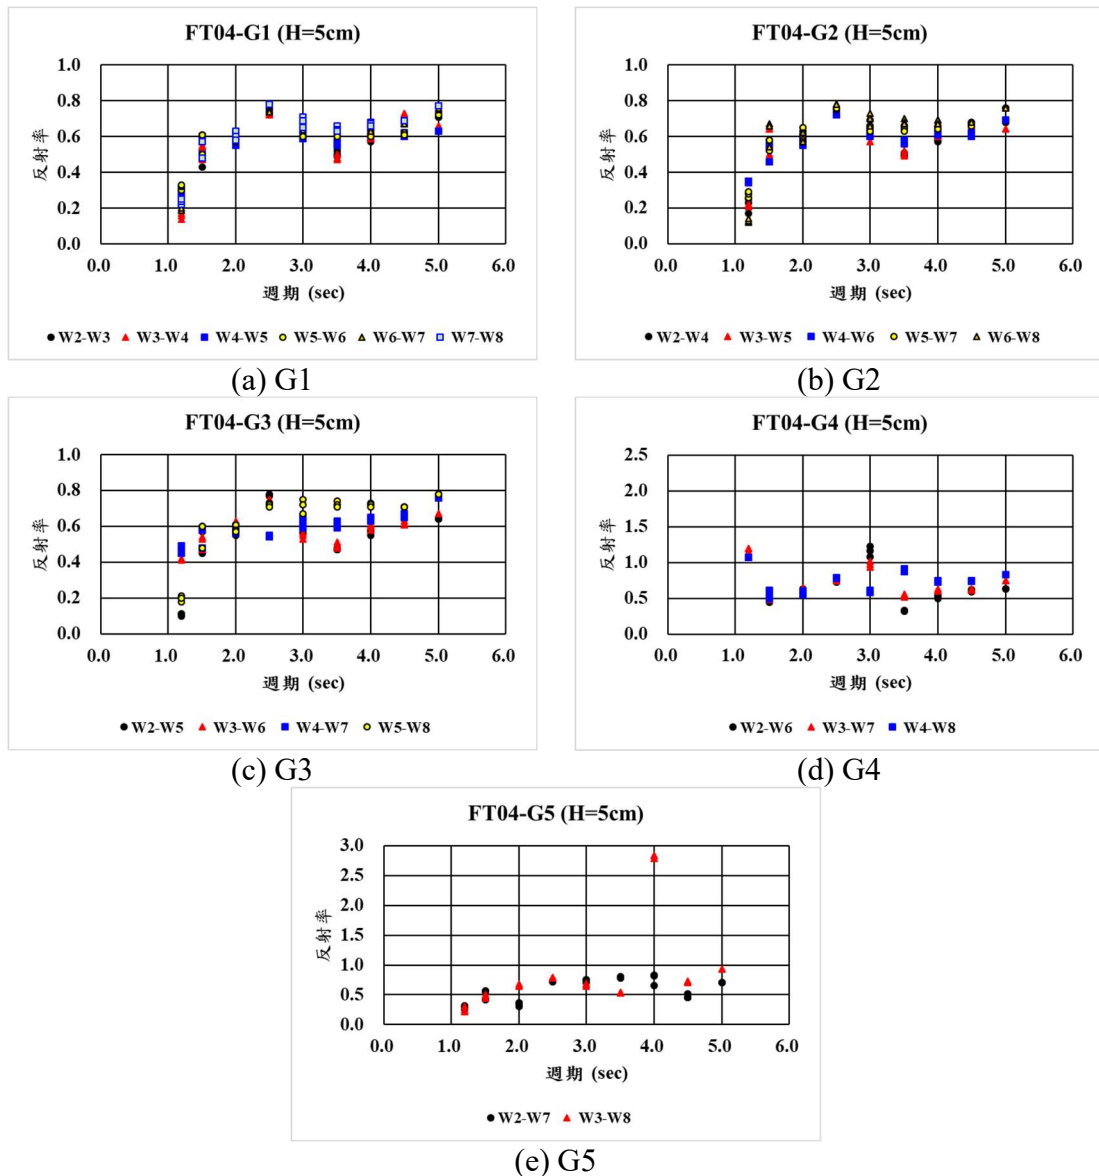 FT04-G1 (H=5cm)
反射率
1.0
0.8
0.6
0.4
0.2
0.0
0.0 1.0 2.0 3.0 4.0 5.0 6.0
週期 (sec)
W2-W3 W3-W4 W4-W5 W5-W6 W6-W7 W7-W8
(a) G1
FT04-G2 (H=5cm)
反射率
1.0
0.8
0.6
0.4
0.2
0.0
0.0 1.0 2.0 3.0 4.0 5.0 6.0
週期 (sec)
W2-W4 W3-W5 W4-W6 W5-W7 W6-W8
(b) G2
FT04-G3 (H=5cm)
反射率
1.0
0.8
0.6
0.4
0.2
0.0
0.0 1.0 2.0 3.0 4.0 5.0 6.0
週期 (sec)
W2-W5 W3-W6 W4-W7 W5-W8
(c) G3
FT04-G4 (H=5cm)
反射率
2.5
2.0
1.5
1.0
0.5
0.0
0.0 1.0 2.0 3.0 4.0 5.0 6.0
週期 (sec)
W2-W6 W3-W7 W4-W8
(d) G4
FT04-G5 (H=5cm)
反射率
3.0
2.5
2.0
1.5
1.0
0.5
0.0
0.0 1.0 2.0 3.0 4.0 5.0 6.0
週期 (sec)
W2-W7 W3-W8
(e) G5